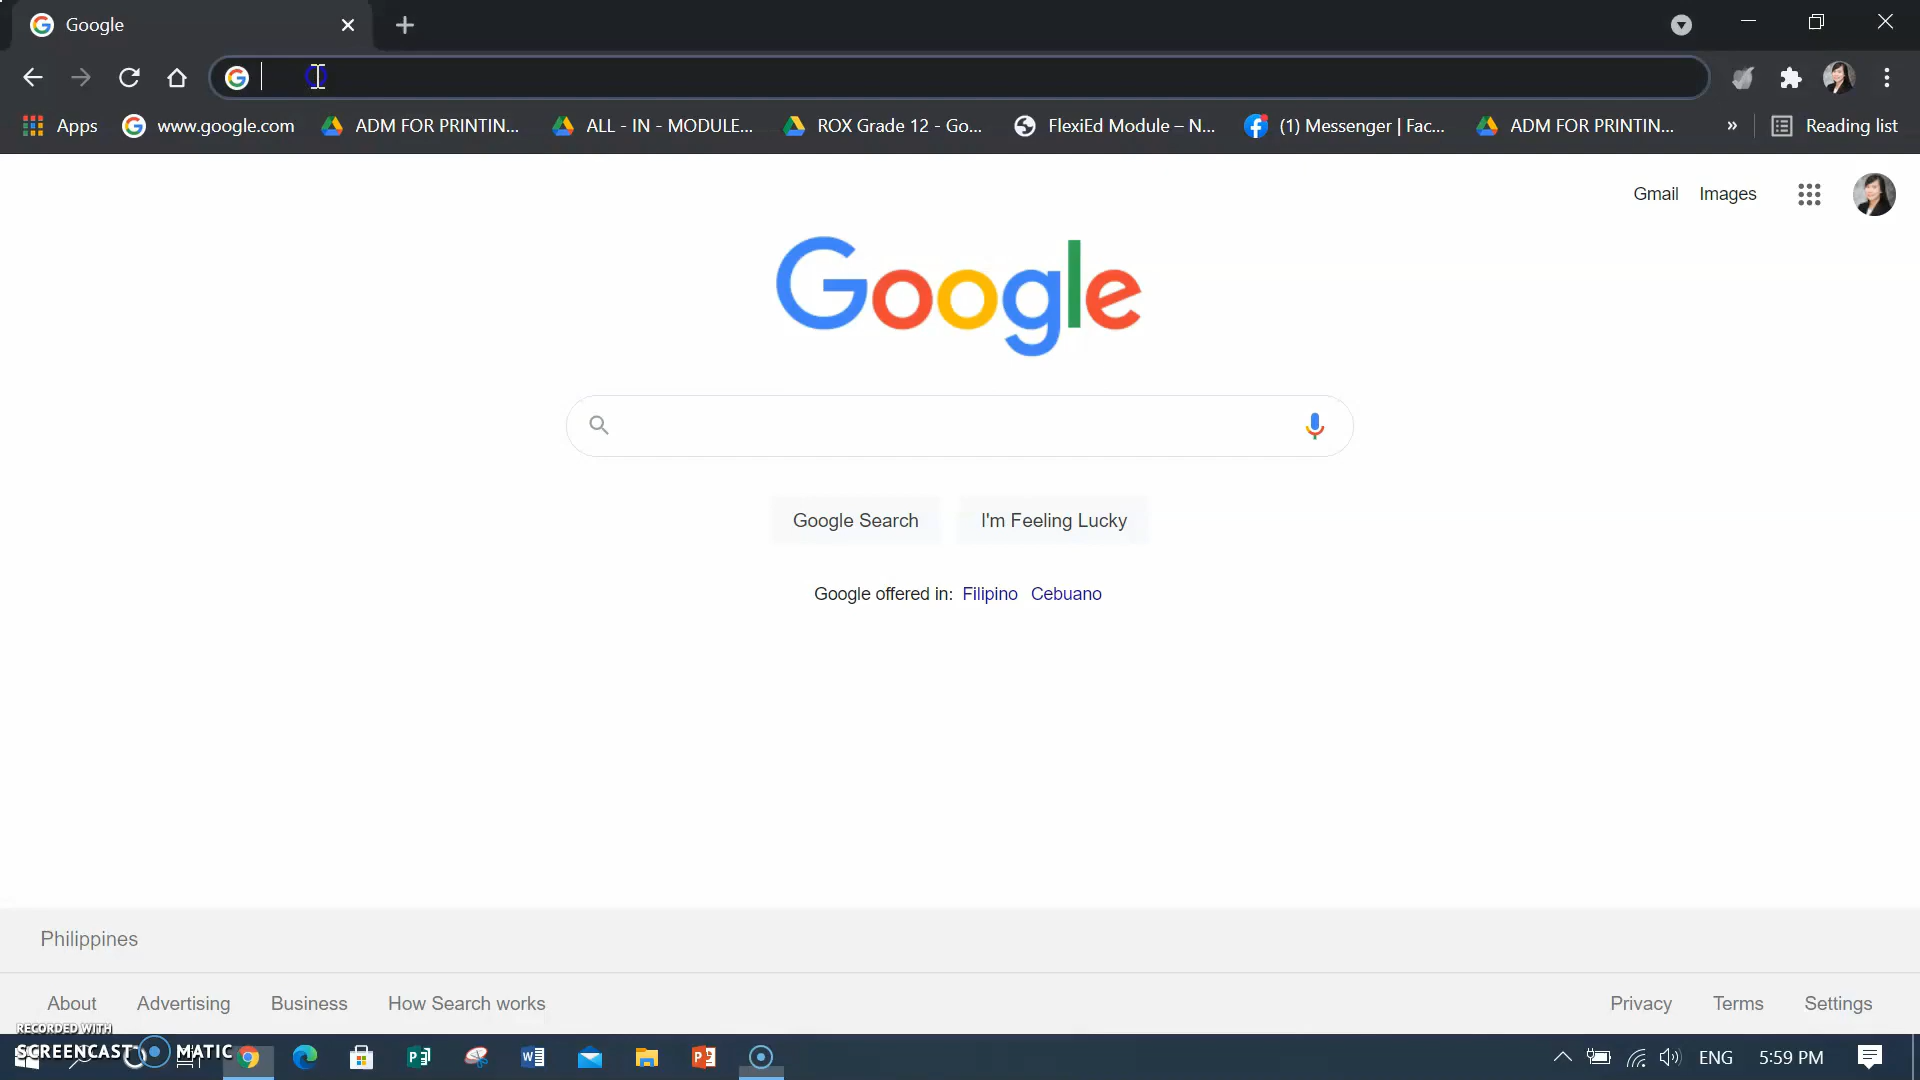 Google
Apps
www.google.com
ADM FOR PRINTIN...
ALL - IN - MODULE...
ROX Grade 12 - Go...
FlexiEd Module – N...
(1) Messenger | Fac...
ADM FOR PRINTIN...
»
Reading list
Gmail Images
Google
Google Search
I'm Feeling Lucky
Google offered in: Filipino Cebuano
Philippines
About Advertising Business How Search works
Privacy Terms Settings
RECORDED WITH
SCREENCAST MATIC
ENG
5:59 PM